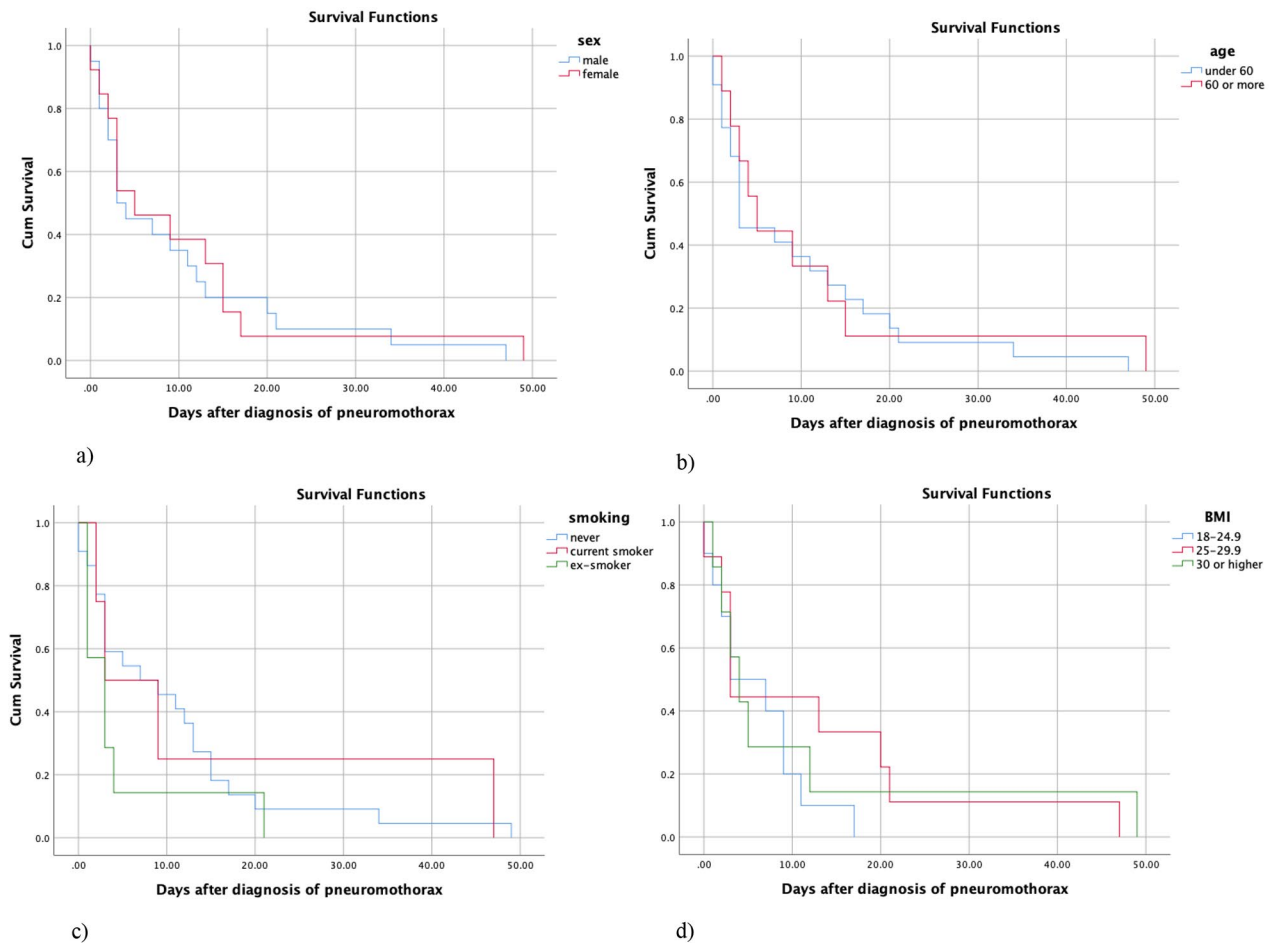 Survival Functions
sex
male
female
1.0
0.8
0.6
0.4
0.2
0.0
Cum Survival
.00 10.00 20.00 30.00 40.00 50.00
Days after diagnosis of pneuromothorax
a)
Survival Functions
age
under 60
60 or more
1.0
0.8
0.6
0.4
0.2
0.0
Cum Survival
.00 10.00 20.00 30.00 40.00 50.00
Days after diagnosis of pneuromothorax
b)
Survival Functions
smoking
never
current smoker
ex-smoker
1.0
0.8
0.6
0.4
0.2
0.0
Cum Survival
.00 10.00 20.00 30.00 40.00 50.00
Days after diagnosis of pneuromothorax
c)
Survival Functions
BMI
18-24.9
25-29.9
30 or higher
1.0
0.8
0.6
0.4
0.2
0.0
.00 10.00 20.00 30.00 40.00 50.00
Days after diagnosis of pneuromothorax
d)